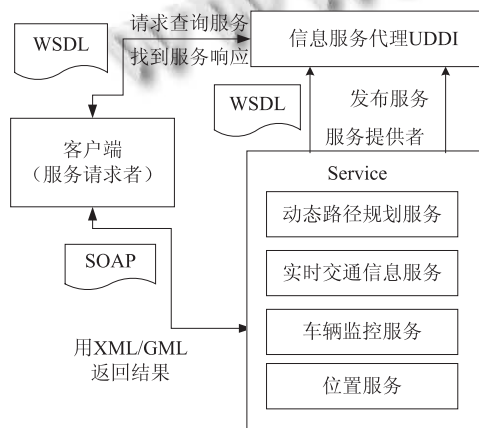 请求查询服务
WSDL
信息服务代理UDDI
找到服务响应
WSDL
发布服务
服务提供者
客户端
（服务请求者）
Service
动态路径规划服务
SOAP
实时交通信息服务
车辆监控服务
用XML/GML
返回结果
位置服务